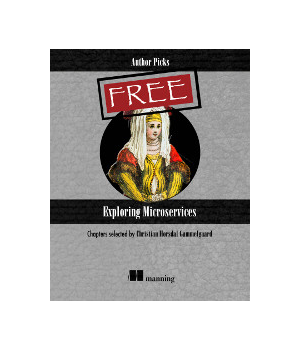 Author Picks
FREE
Exploring Microservices
Chapters selected by Christian Horsdal Gammelgaard
manning